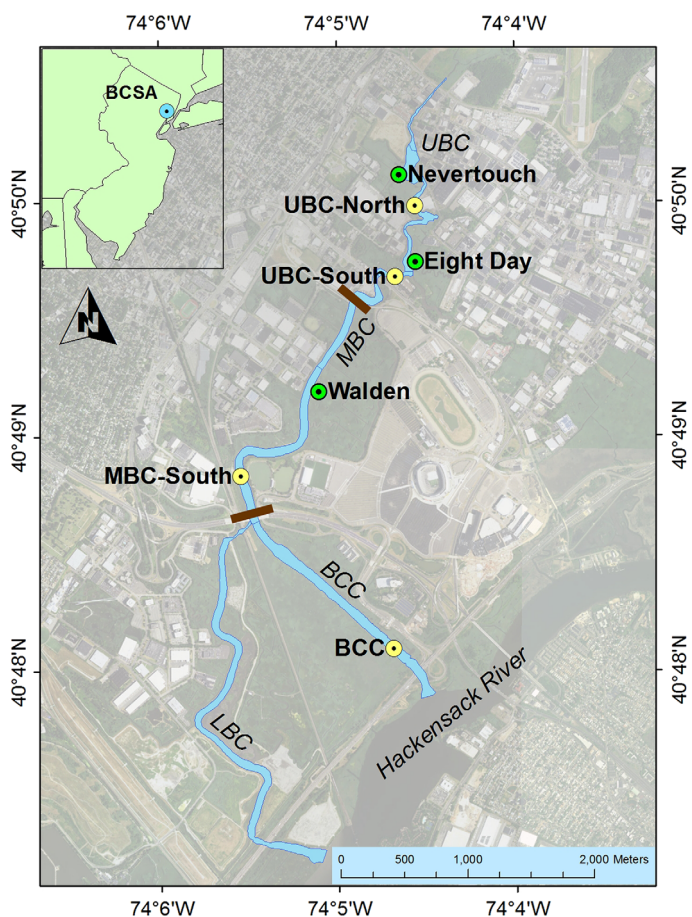 74°6'W 74°5'W 74°4'W
BCSA
UBC
Nevertouch
40°50'N 40°50'N
UBC-North
Eight Day
UBC-South
N
MBC
Walden
40°49'N 40°49'N
MBC-South
BCC
BCC
40°48'N 40°48'N
Hackensack River
LBC
0 500 1,000 2,000 Meters
74°6'W 74°5'W 74°4'W